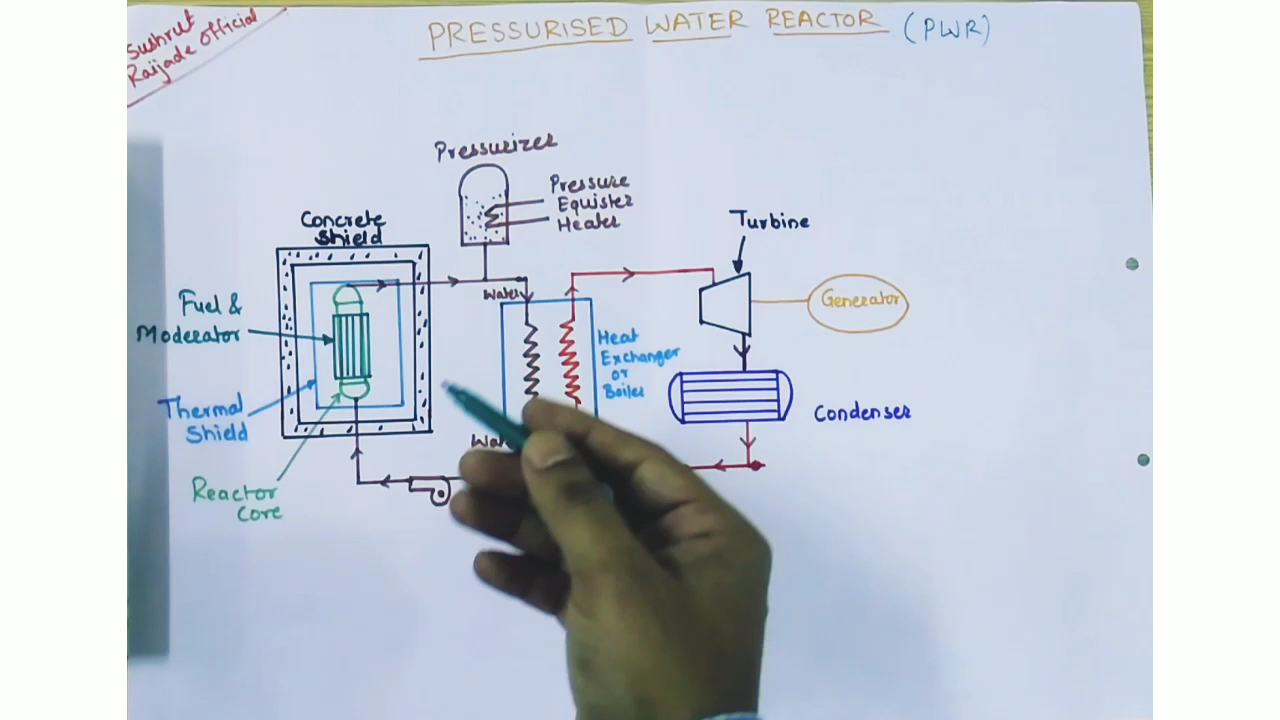 Sushrut
Raijade Official
PRESSURISED WATER REACTOR (PWR)
Pressurizer
Pressure
Equister
Heater
Concrete
Shield
Turbine
Fuel &
Moderator
Water
Generator
Heat
Exchanger
or
Boiler
Thermal
Shield
Condenser
Reactor
Core